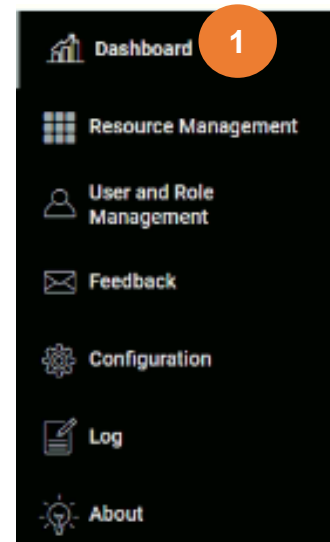 Dashboard 1
Resource Management
User and Role
Management
Feedback
Configuration
Log
About